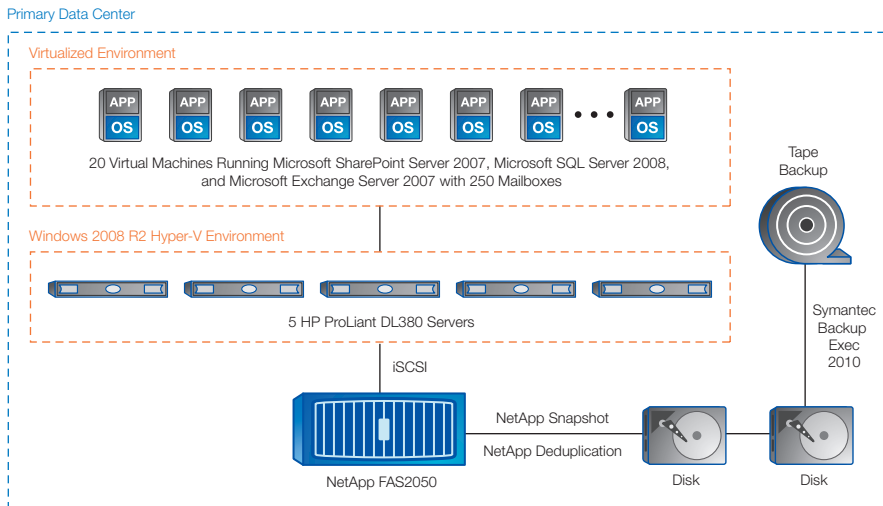 Primary Data Center
Virtualized Environment
APP APP APP APP APP APP APP APP
OS OS OS OS OS OS OS OS
20 Virtual Machines Running Microsoft SharePoint Server 2007, Microsoft SQL Server 2008,
and Microsoft Exchange Server 2007 with 250 Mailboxes
Tape
Backup
Windows 2008 R2 Hyper-V Environment
5 HP ProLiant DL380 Servers
Symantec
Backup
Exec
2010
iSCSI
NetApp Snapshot
NetApp Deduplication
NetApp FAS2050
Disk
Disk